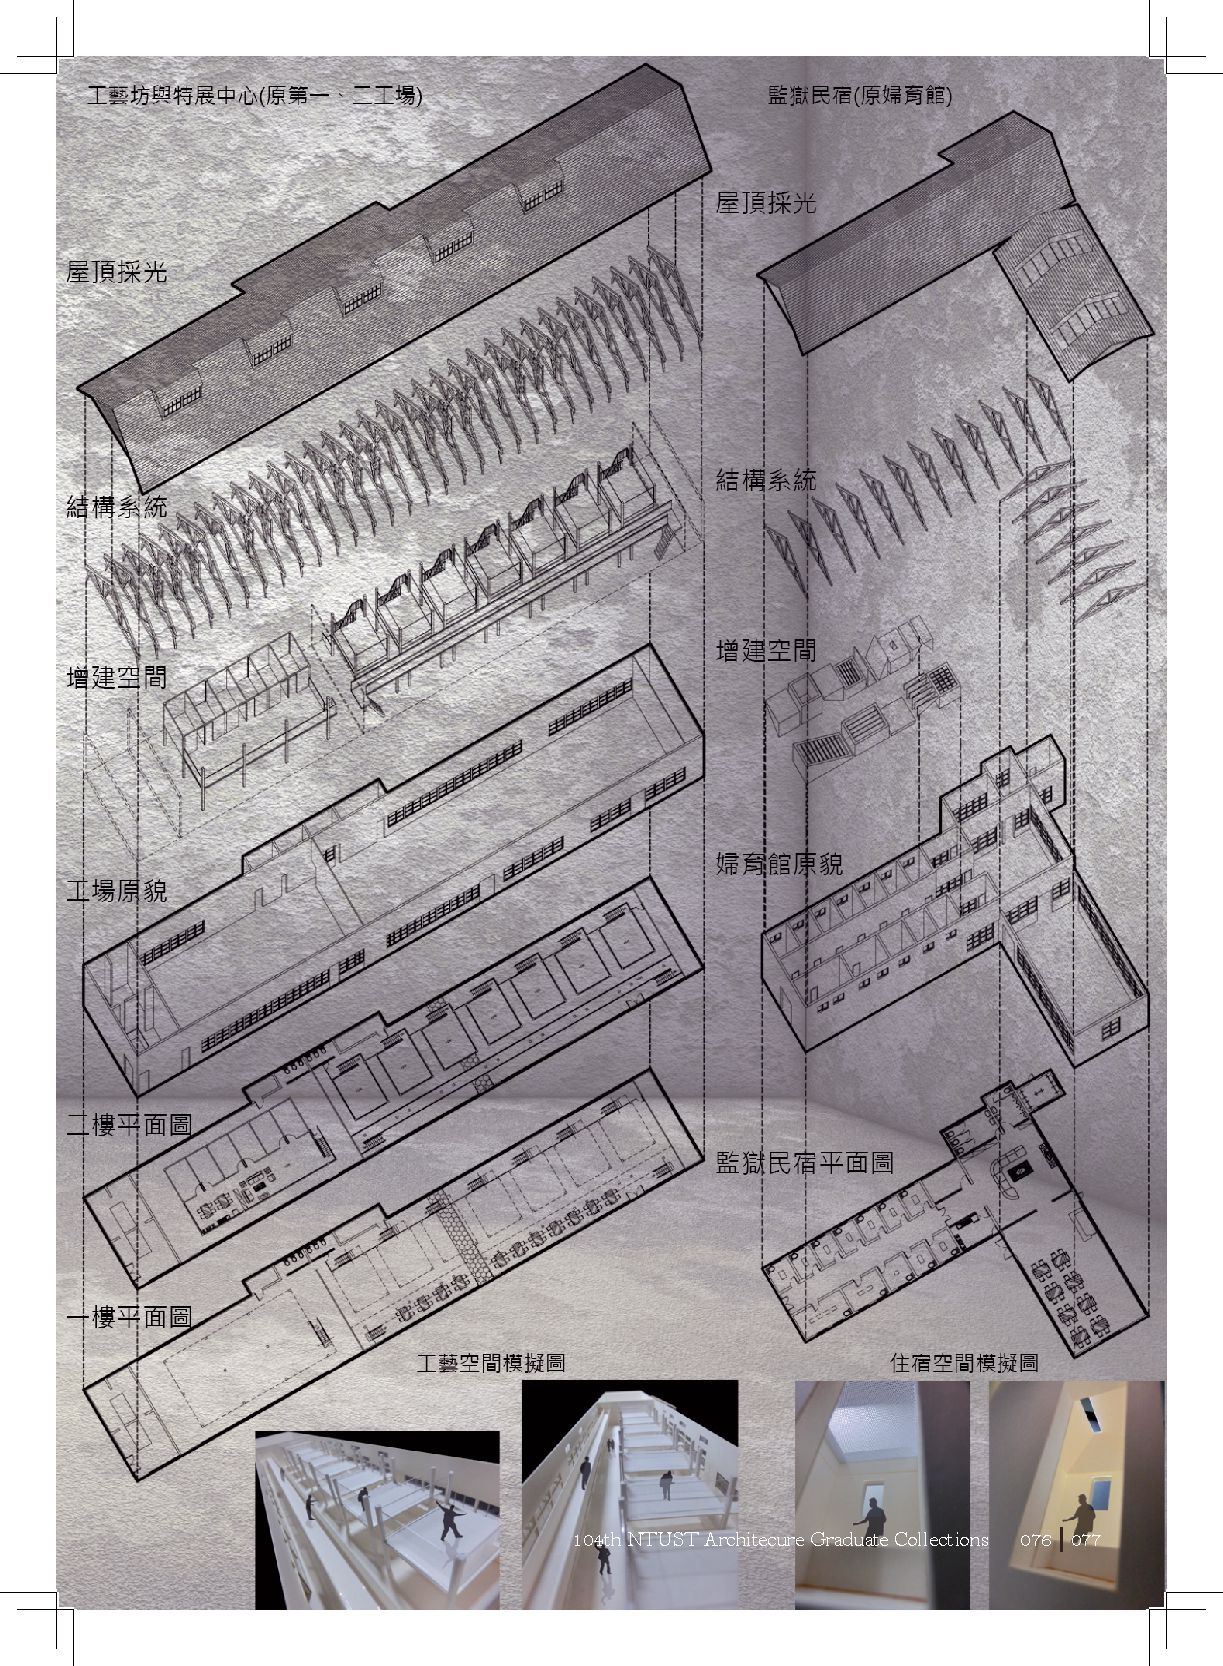 工藝坊與特展中心(原第一、二工場)
屋頂採光
結構系統
增建空間
工場原貌
二樓平面圖
一樓平面圖
工藝空間模擬圖
監獄民宿(原婦育館)
屋頂採光
結構系統
增建空間
婦育館原貌
監獄民宿平面圖
住宿空間模擬圖
104th NTUST Architecure Graduate Collections 076 | 077